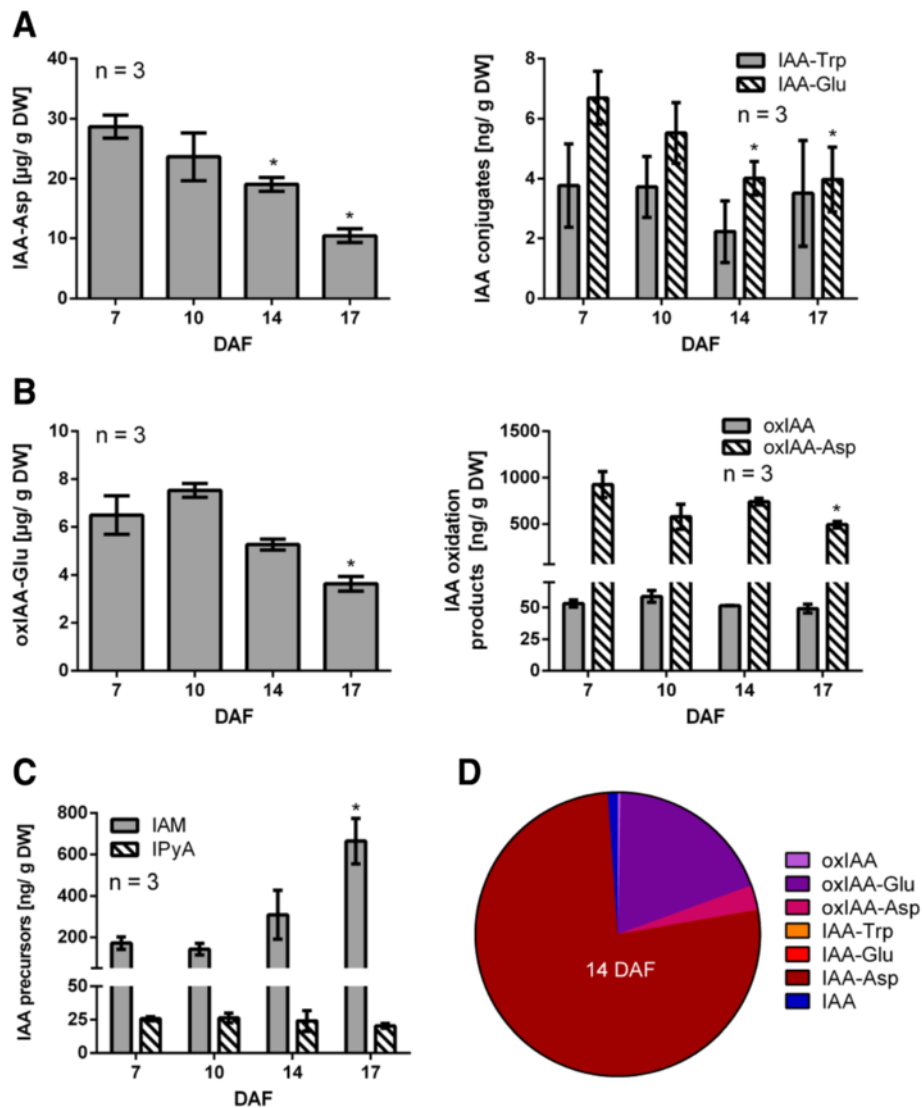 A
IAA-Asp [µg/ g DW]
40
30
20
10
0
n = 3
*
*
7 10 14 17
DAF
IAA conjugates [ng/ g DW]
8
6
4
2
0
IAA-Trp
IAA-Glu
n = 3
*
*
7 10 14 17
DAF
B
oxIAA-Glu [µg/ g DW]
10
8
6
4
2
0
n = 3
*
7 10 14 17
DAF
IAA oxidation
products [ng/ g DW]
1500
1000
500
50
25
0
oxIAA
oxIAA-Asp
n = 3
*
7 10 14 17
DAF
C
IAA precursors [ng/ g DW]
800
600
400
200
50
25
0
IAM
IPyA
n = 3
*
7 10 14 17
DAF
D
14 DAF
oxIAA
oxIAA-Glu
oxIAA-Asp
IAA-Trp
IAA-Glu
IAA-Asp
IAA